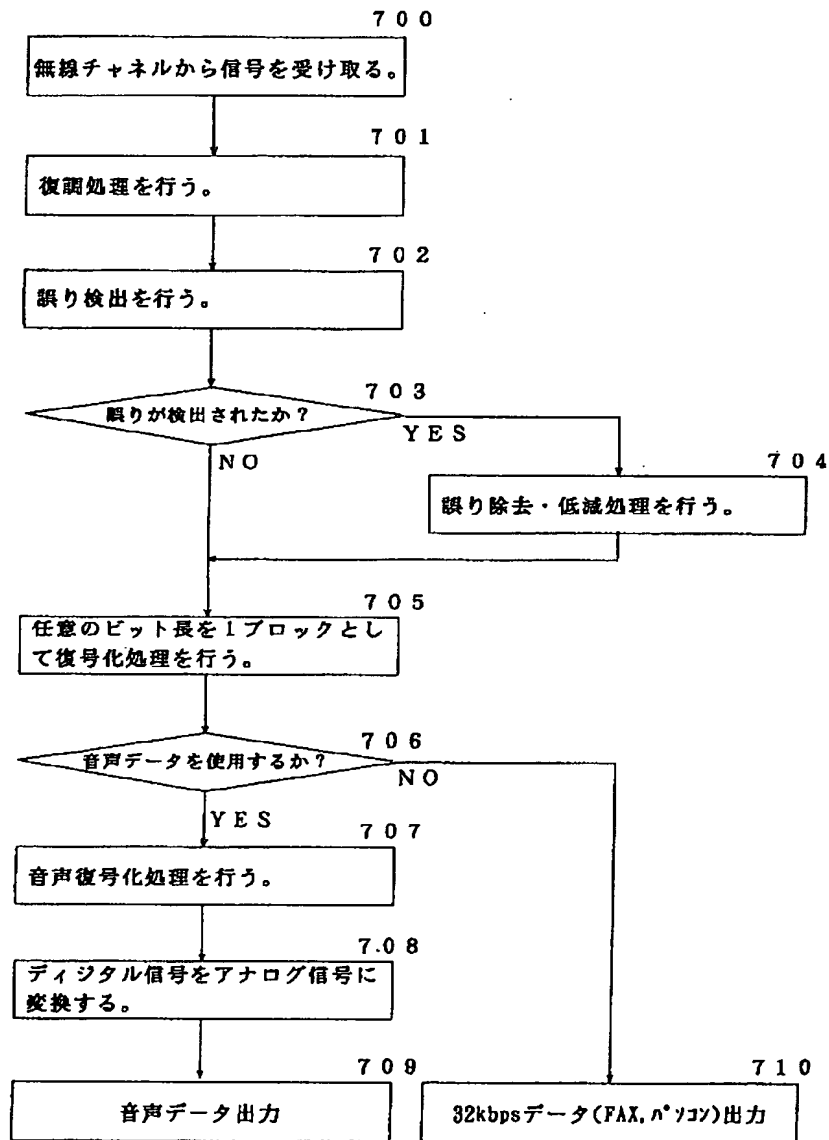 700
無線チャネルから信号を受け取る。
701
復調処理を行う。
702
誤り検出を行う。
703
誤りが検出されたか？
YES
NO
704
誤り除去・低減処理を行う。
705
任意のビット長を1ブロックとし
て復号化処理を行う。
706
音声データを使用するか？
NO
YES
707
音声復号化処理を行う。
7.08
ディジタル信号をアナログ信号に
変換する。
709
音声データ出力
710
32kbpsデータ(FAX,パソコン)出力